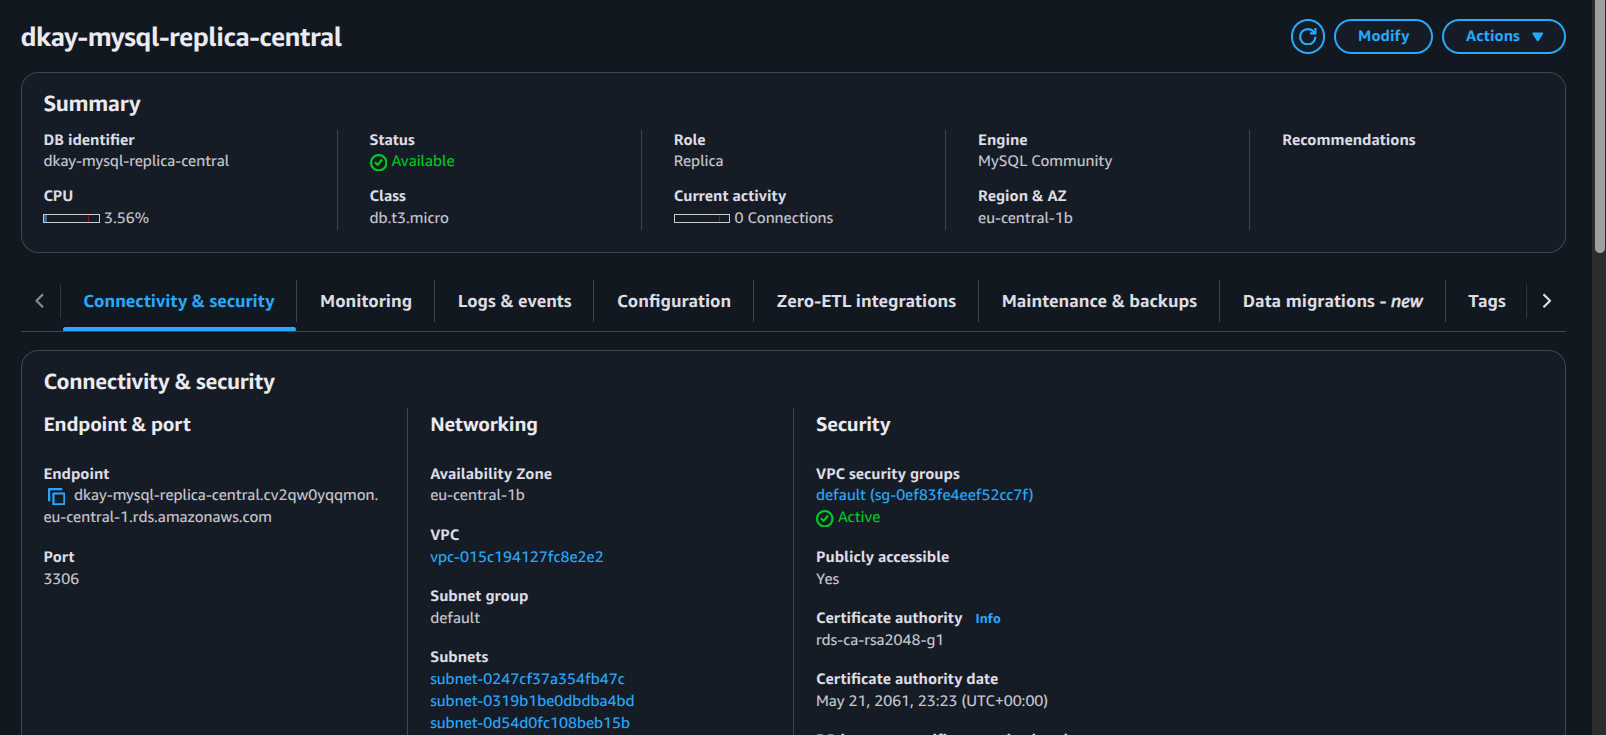 dkay-mysql-replica-central
Modify
Actions
Summary
DB identifier
dkay-mysql-replica-central
Status
Available
Role
Replica
Engine
MySQL Community
Recommendations
CPU
3.56%
Class
db.t3.micro
Current activity
0 Connections
Region & AZ
eu-central-1b
Connectivity & security
Monitoring
Logs & events
Configuration
Zero-ETL integrations
Maintenance & backups
Data migrations - new
Tags
Connectivity & security
Endpoint & port
Endpoint
dkay-mysql-replica-central.cv2qw0yqqmon.
eu-central-1.rds.amazonaws.com
Port
3306
Networking
Availability Zone
eu-central-1b
VPC
vpc-015c194127fc8e2e2
Subnet group
default
Subnets
subnet-0247cf37a354fb47c
subnet-0319b1be0dbdba4bd
subnet-0d54d0fc108beb15b
Security
VPC security groups
default (sg-0ef83fe4eef52cc7f)
Active
Publicly accessible
Yes
Certificate authority Info
rds-ca-rsa2048-g1
Certificate authority date
May 21, 2061, 23:23 (UTC+00:00)